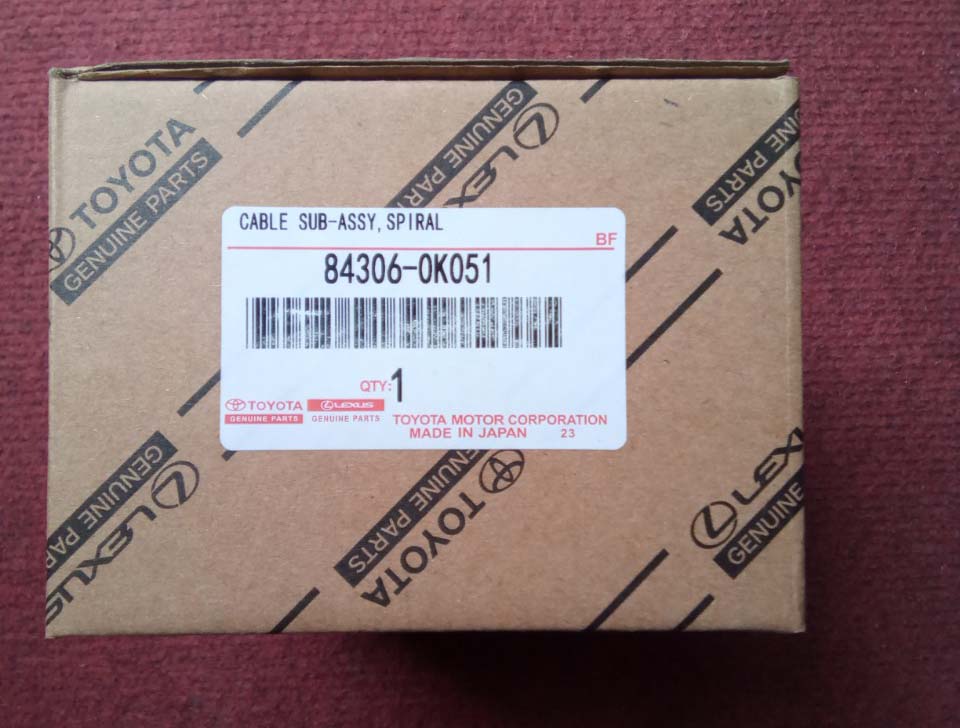 CABLE SUB-ASSY, SPIRAL
BF
84306-0K051
QTY: 1
TOYOTA
GENUINE PARTS
LEXUS
GENUINE PARTS
TOYOTA MOTOR CORPORATION
MADE IN JAPAN 23
TOYOTA
GENUINE PARTS
GENUINE PARTS
LEXUS
GENUINE PARTS
TOYOTA
GENUINE PARTS
LEXUS
GENUINE PARTS
TOYOTA
LEXUS
GENUINE